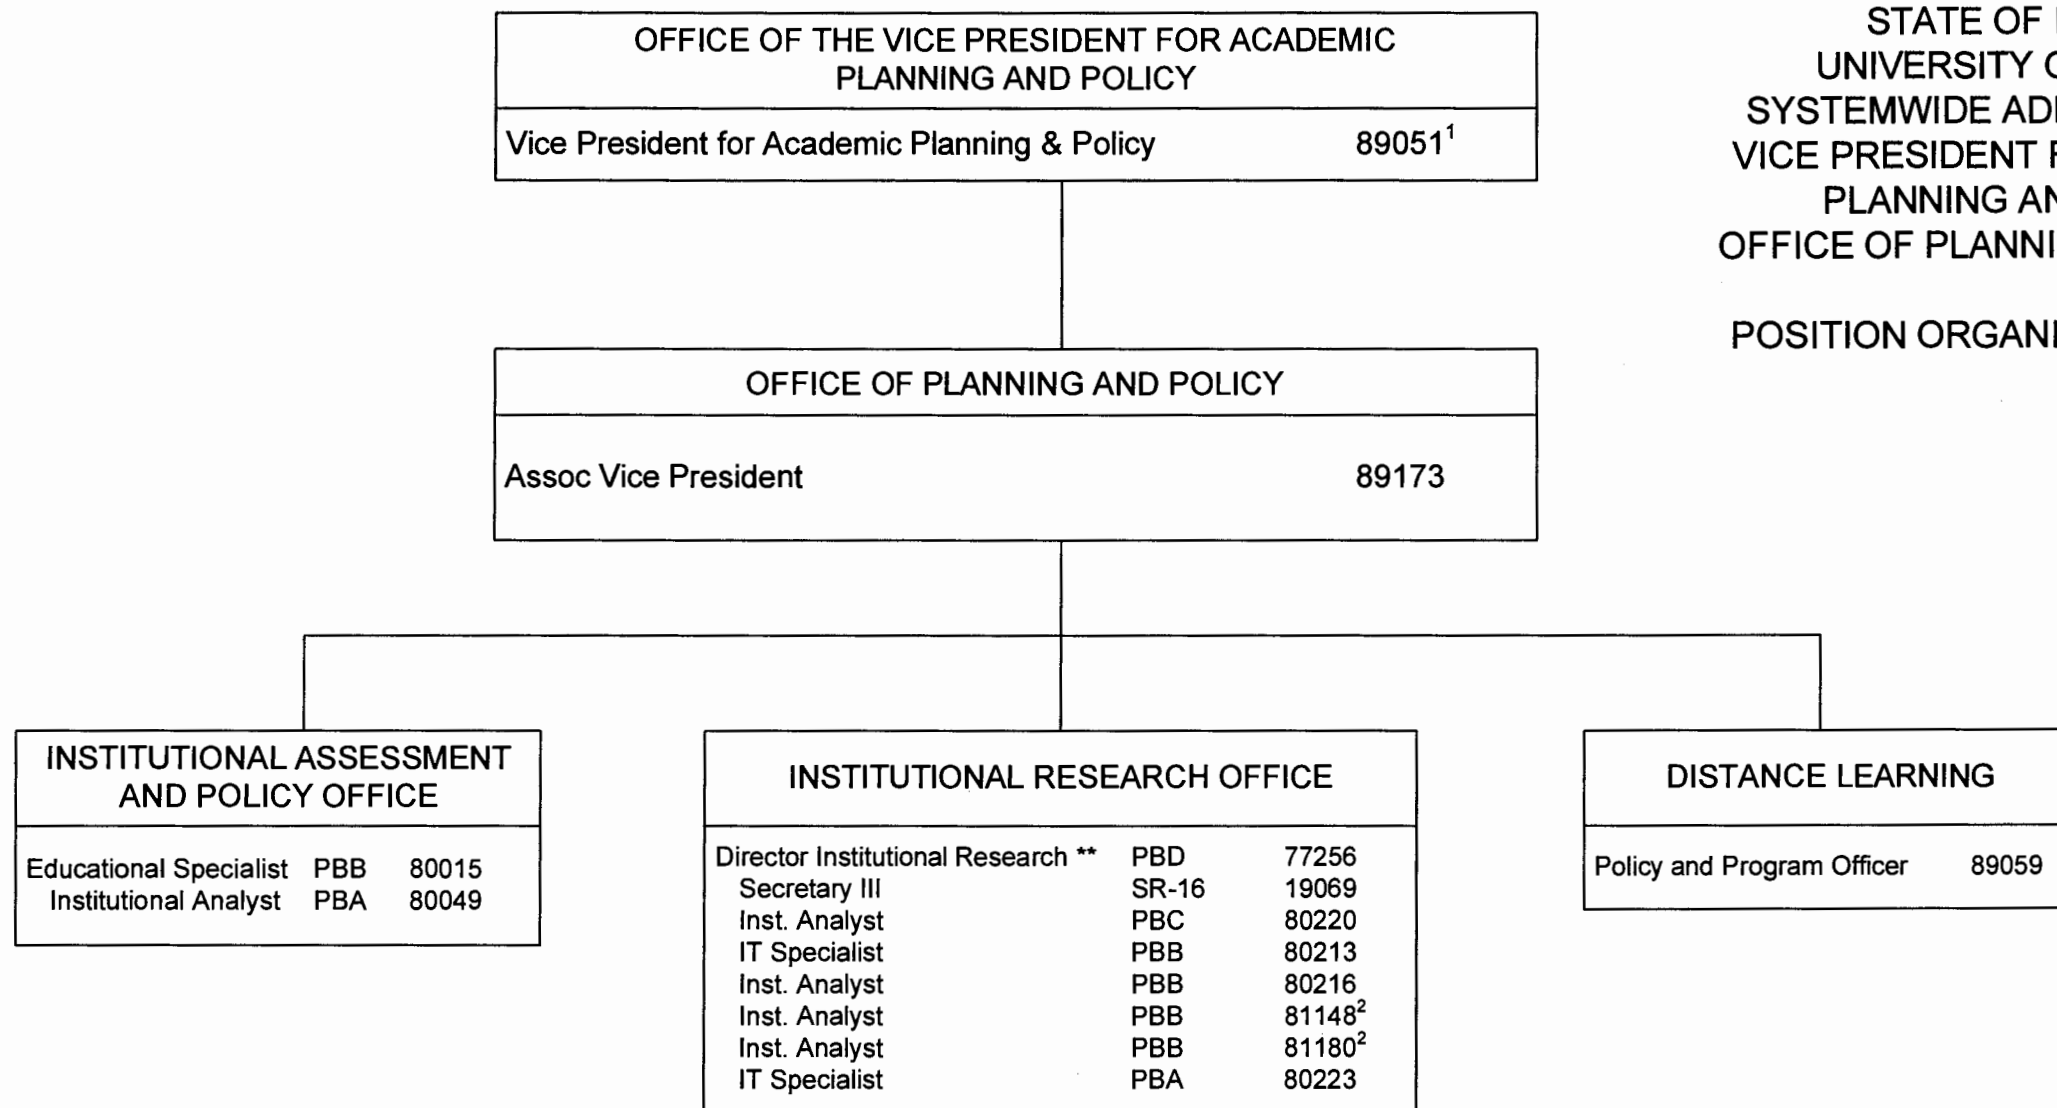 OFFICE OF THE VICE PRESIDENT FOR ACADEMIC
PLANNING AND POLICY
Vice President for Academic Planning & Policy 89051¹
STATE OF
UNIVERSITY
SYSTEMWIDE
VICE PRESIDENT
PLANNING
OFFICE OF
POSITION
OFFICE OF PLANNING AND POLICY
Assoc Vice President 89173
INSTITUTIONAL ASSESSMENT
AND POLICY OFFICE
Educational Specialist PBB 80015
Institutional Analyst PBA 80049
INSTITUTIONAL RESEARCH OFFICE
Director Institutional Research ** PBD 77256
Secretary III SR-16 19069
Inst. Analyst PBC 80220
IT Specialist PBB 80213
Inst. Analyst PBB 80216
Inst. Analyst PBB 81148²
Inst. Analyst PBB 81180²
IT Specialist PBA 80223
DISTANCE LEARNING
Policy and Program Officer 89059